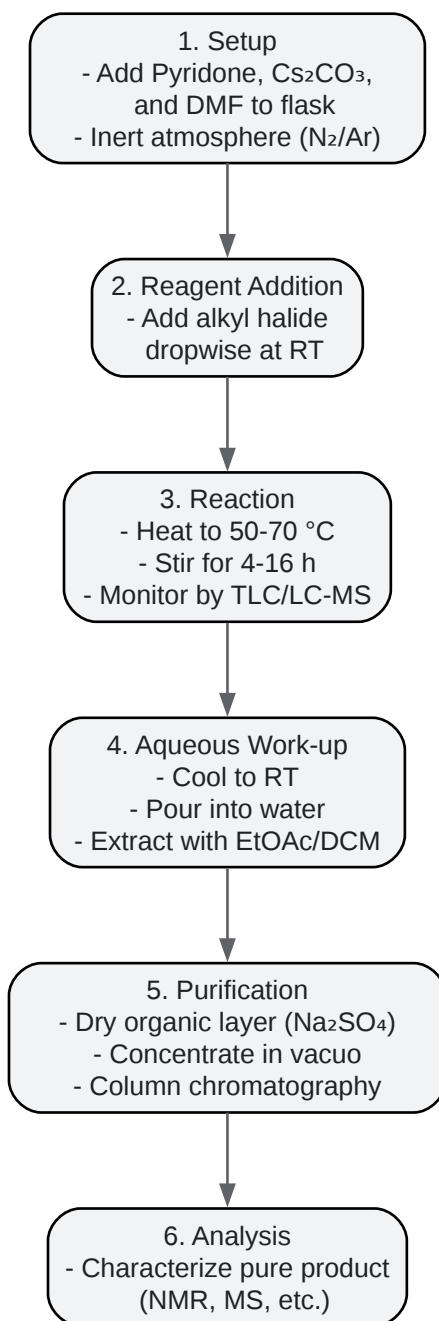 1. Setup
- Add Pyridone, Cs₂CO₃,
and DMF to flask
- Inert atmosphere (N₂/Ar)
2. Reagent Addition
- Add alkyl halide
dropwise at RT
3. Reaction
- Heat to 50-70 °C
- Stir for 4-16 h
- Monitor by TLC/LC-MS
4. Aqueous Work-up
- Cool to RT
- Pour into water
- Extract with EtOAc/DCM
5. Purification
- Dry organic layer (Na₂SO₄)
- Concentrate in vacuo
- Column chromatography
6. Analysis
- Characterize pure product
(NMR, MS, etc.)